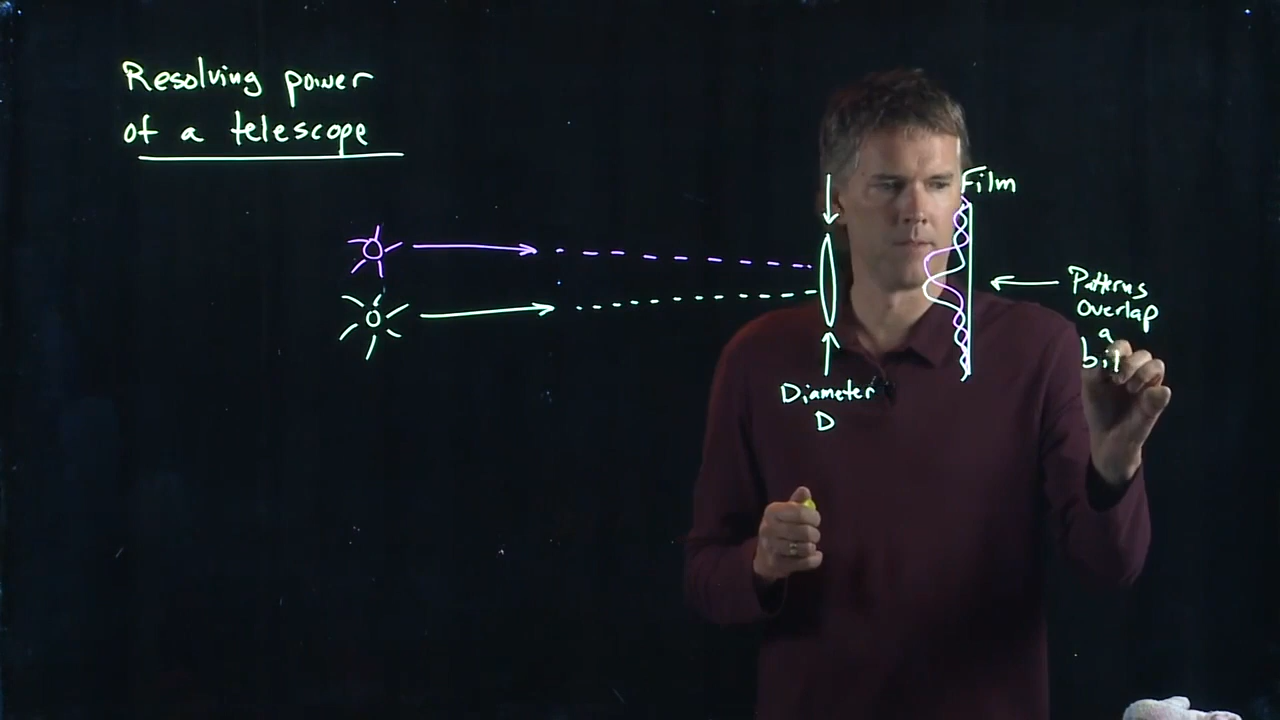 Resolving power
of a telescope
Film
Patterns
overlap
a
bit
Diameter
D